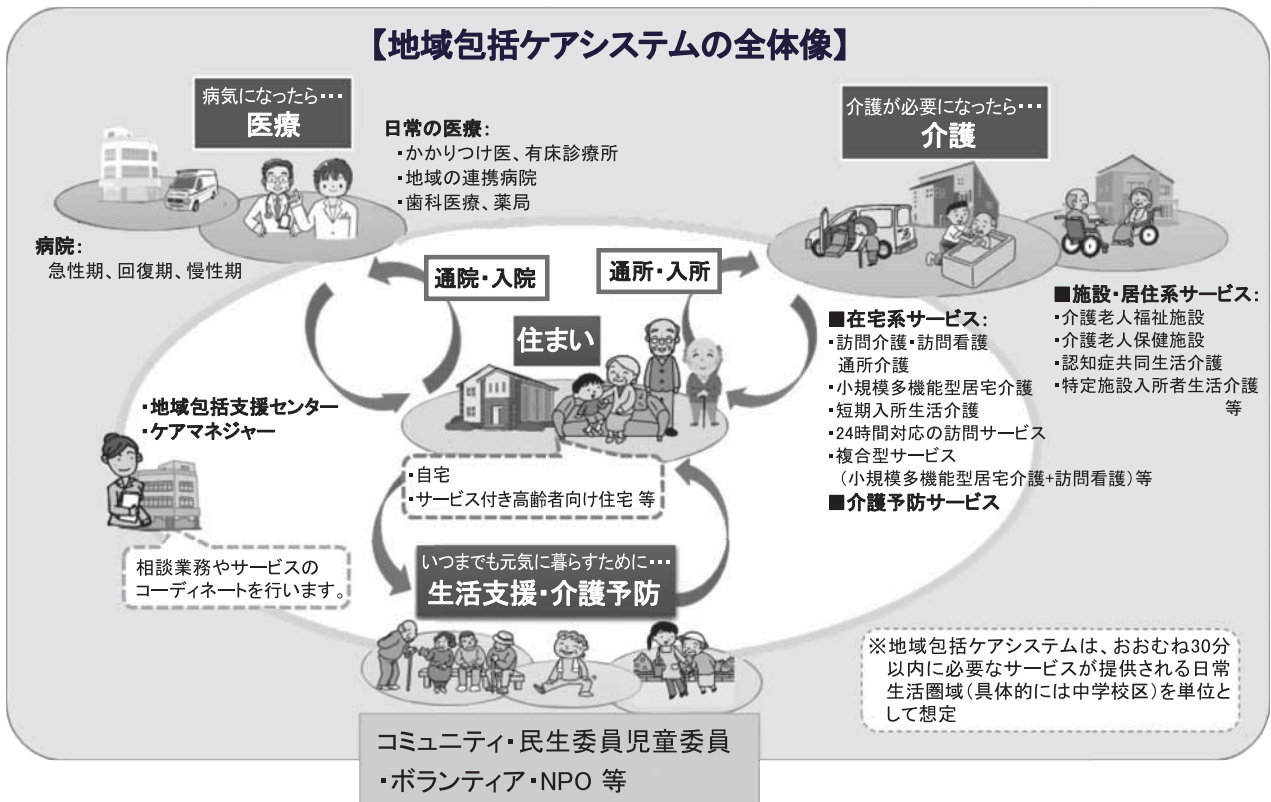 【地域包括ケアシステムの全体像】
病気になったら･･･
医療
日常の医療:
・かかりつけ医、有床診療所
・地域の連携病院
・歯科医療、薬局
病院:
急性期、回復期、慢性期
介護が必要になったら･･･
介護
通院・入院
通所・入所
住まい
■在宅系サービス:
・訪問介護・訪問看護
通所介護
・小規模多機能型居宅介護
・短期入所生活介護
・24時間対応の訪問サービス
・複合型サービス
（小規模多機能型居宅介護+訪問看護）等
■介護予防サービス
■施設・居住系サービス:
・介護老人福祉施設
・介護老人保健施設
・認知症共同生活介護
・特定施設入所者生活介護
等
・地域包括支援センター
・ケアマネジャー
相談業務やサービスの
コーディネートを行います。
・自宅
・サービス付き高齢者向け住宅 等
いつまでも元気に暮らすために･･･
生活支援・介護予防
コミュニティ・民生委員児童委員
・ボランティア・NPO 等
※地域包括ケアシステムは、おおむね30分
以内に必要なサービスが提供される日常
生活圏域（具体的には中学校区）を単位と
して想定